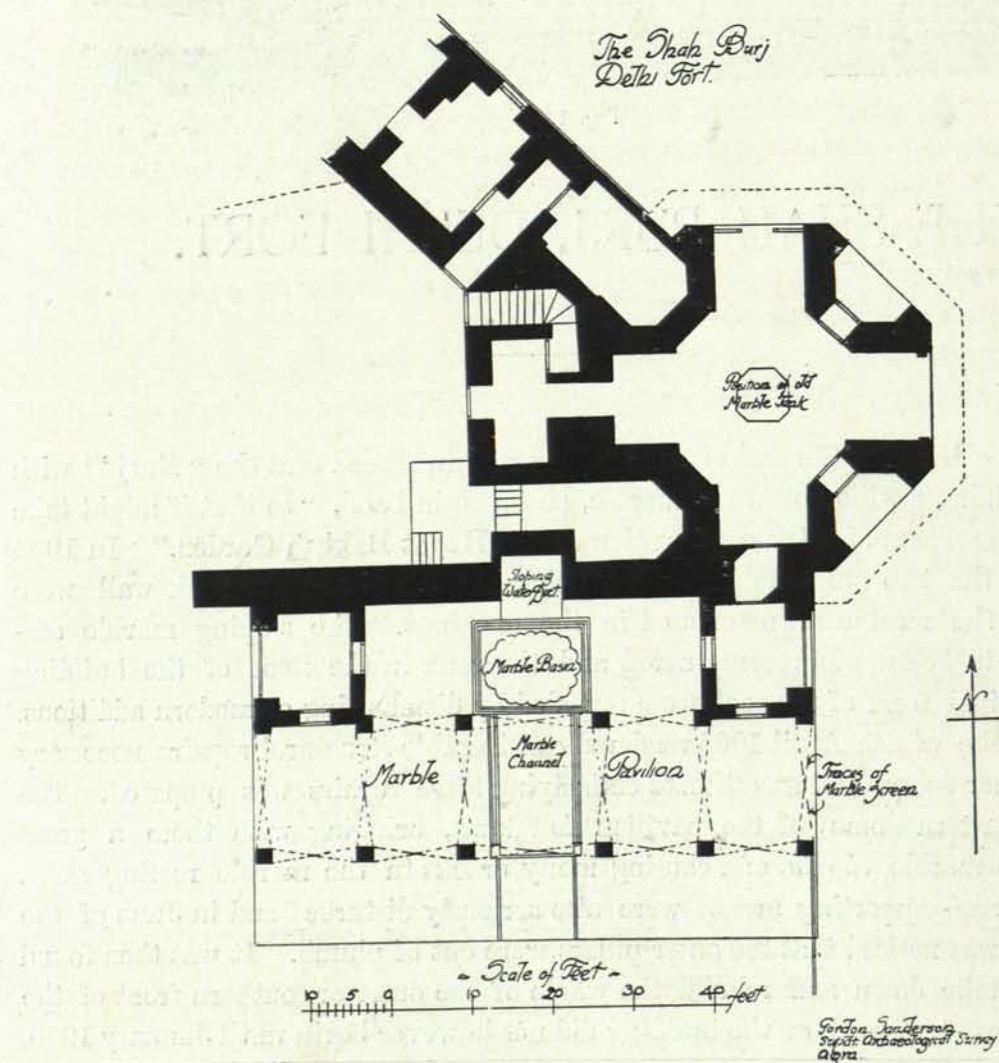 The Shah Burj
Delhi Fort.
Position of old
Marble Tank
Sloping
Water Duct.
Marble Basin
Marble
Channel.
Marble
Pavilion
Traces of
Marble Screen
N
~ Scale of Feet ~
10 5 0 10 20 30 40 feet
Gordon Sanderson
Supdt. Archaeological Survey
Agra.